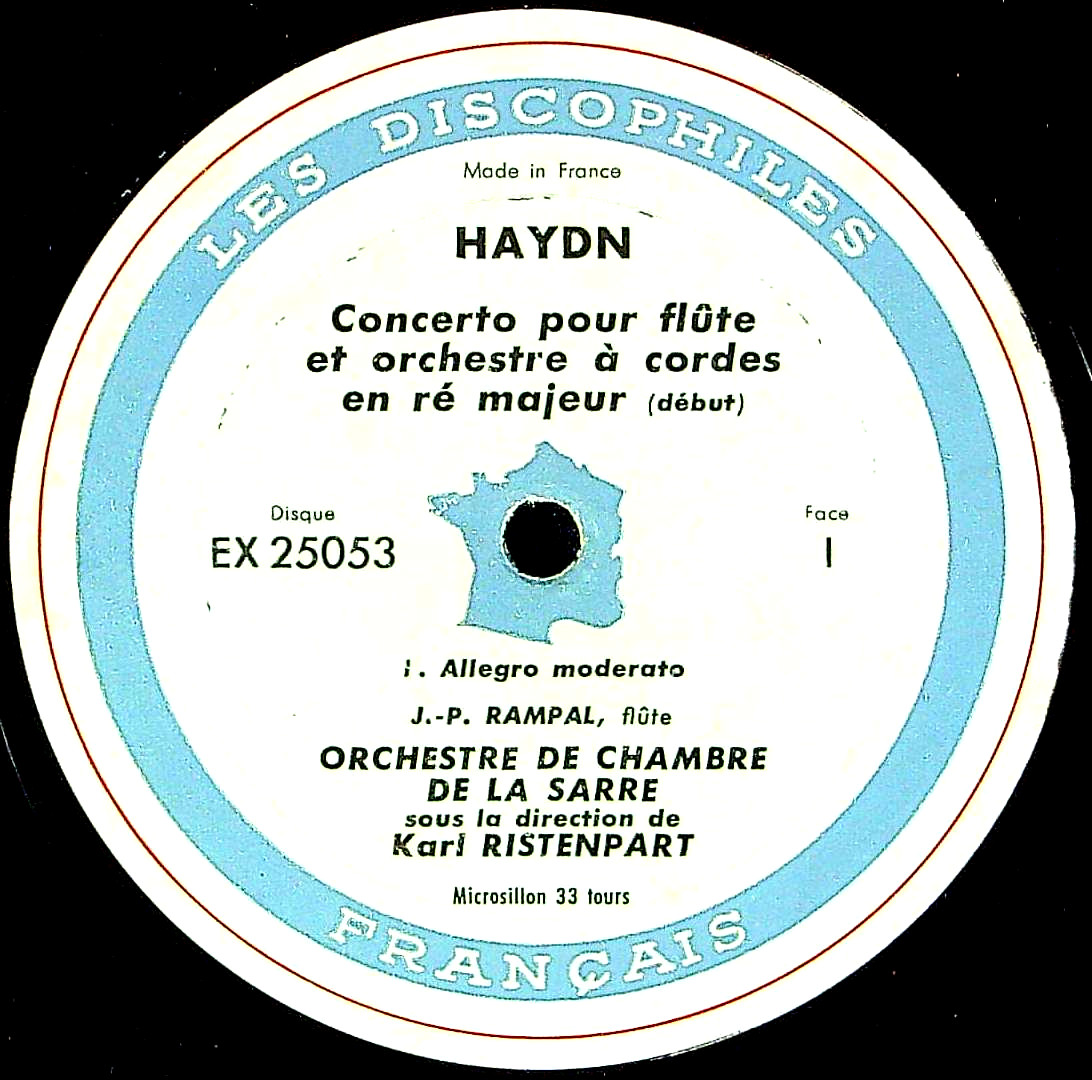 LES DISCOPHILES
Made in France
HAYDN
Concerto pour flûte
et orchestre à cordes
en ré majeur (début)
Disque
EX 25053
Face
I
1. Allegro moderato
J.-P. RAMPAL, flûte
ORCHESTRE DE CHAMBRE
DE LA SARRE
sous la direction de
Karl RISTENPART
Microsillon 33 tours
FRANÇAIS